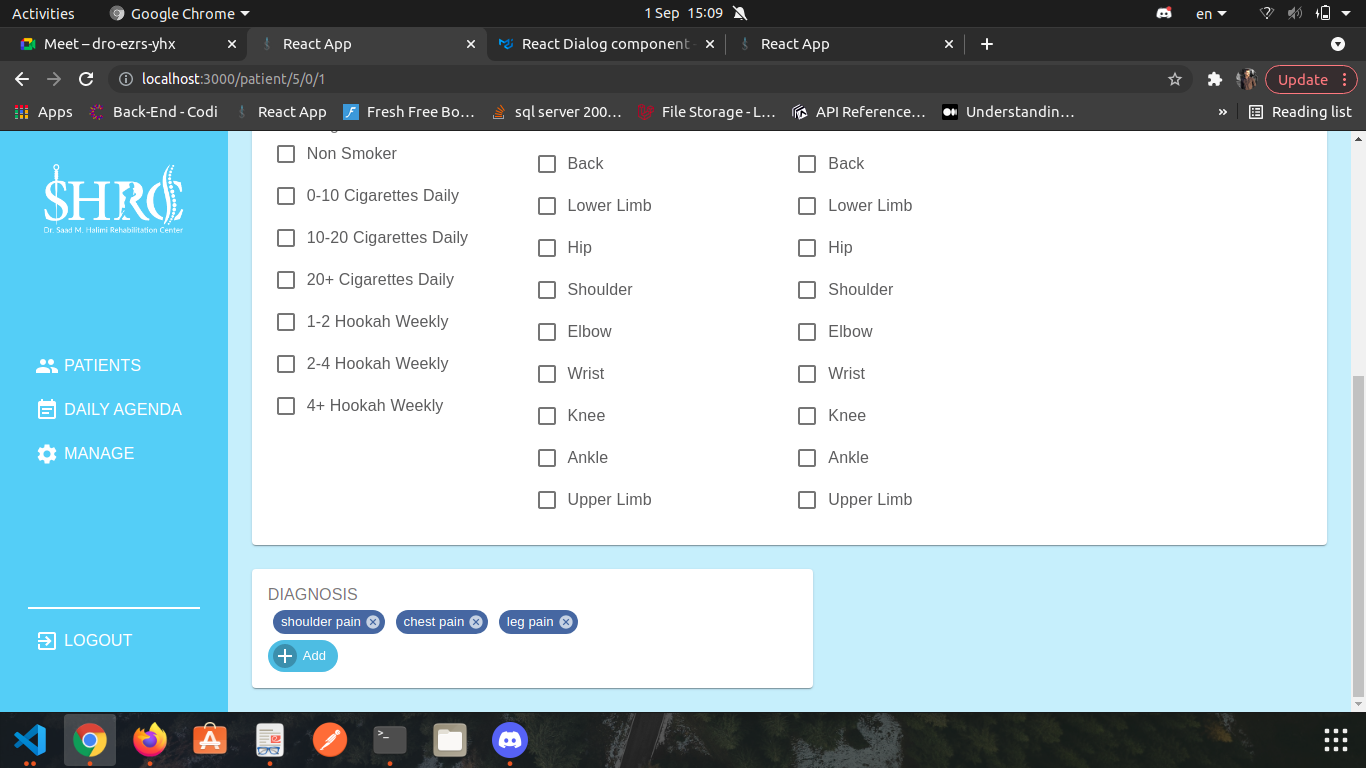 Activities Google Chrome 1 Sep 15:09 en
Meet – dro-ezrs-yhx React App React Dialog component React App
localhost:3000/patient/5/0/1 Update
Apps Back-End - Codi React App Fresh Free Bo… sql server 200… File Storage - L… API Reference… Understandin… » Reading list
SHRC
Dr. Saad M. Halimi Rehabilitation Center
PATIENTS
DAILY AGENDA
MANAGE
LOGOUT
Non Smoker
0-10 Cigarettes Daily
10-20 Cigarettes Daily
20+ Cigarettes Daily
1-2 Hookah Weekly
2-4 Hookah Weekly
4+ Hookah Weekly
Back
Lower Limb
Hip
Shoulder
Elbow
Wrist
Knee
Ankle
Upper Limb
Back
Lower Limb
Hip
Shoulder
Elbow
Wrist
Knee
Ankle
Upper Limb
DIAGNOSIS
shoulder pain chest pain leg pain
Add